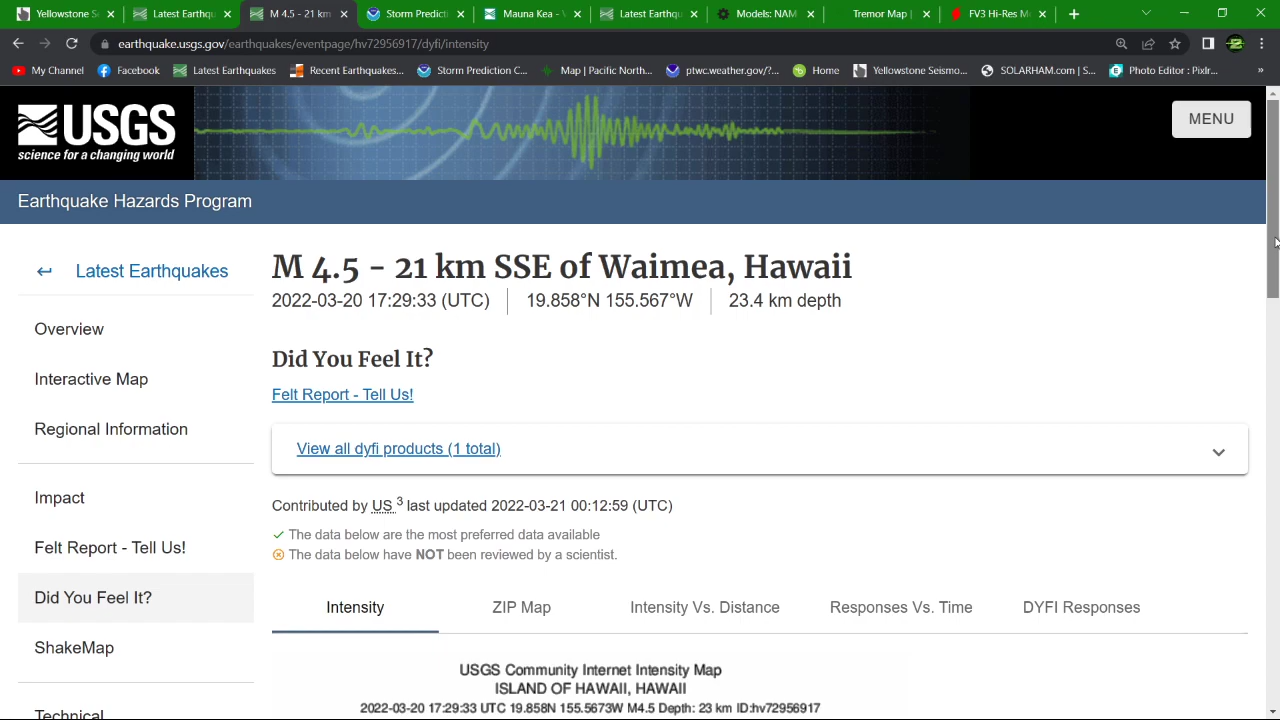 Yellowstone
Latest Earthqu
M 4.5 - 21 km
Storm Predicti
Mauna Kea -
Latest Earthqu
Models: NAM
Tremor Map |
FV3 Hi-Res M
earthquake.usgs.gov/earthquakes/eventpage/hv72956917/dyfi/intensity
My Channel
Facebook
Latest Earthquakes
Recent Earthquakes...
Storm Prediction C...
Map | Pacific North...
ptwc.weather.gov/?...
Home
Yellowstone Seismo...
SOLARHAM.com | S...
Photo Editor : Pixlr...
»
USGS
science for a changing world
MENU
Earthquake Hazards Program
Latest Earthquakes
Overview
Interactive Map
Regional Information
Impact
Felt Report - Tell Us!
Did You Feel It?
ShakeMap
Technical
M 4.5 - 21 km SSE of Waimea, Hawaii
2022-03-20 17:29:33 (UTC)
19.858°N 155.567°W
23.4 km depth
Did You Feel It?
Felt Report - Tell Us!
View all dyfi products (1 total)
Contributed by US 3 last updated 2022-03-21 00:12:59 (UTC)
The data below are the most preferred data available
The data below have NOT been reviewed by a scientist.
Intensity
ZIP Map
Intensity Vs. Distance
Responses Vs. Time
DYFI Responses
USGS Community Internet Intensity Map
ISLAND OF HAWAII, HAWAII
2022-03-20 17:29:33 UTC 19.858N 155.5673W M4.5 Depth: 23 km ID:hv72956917